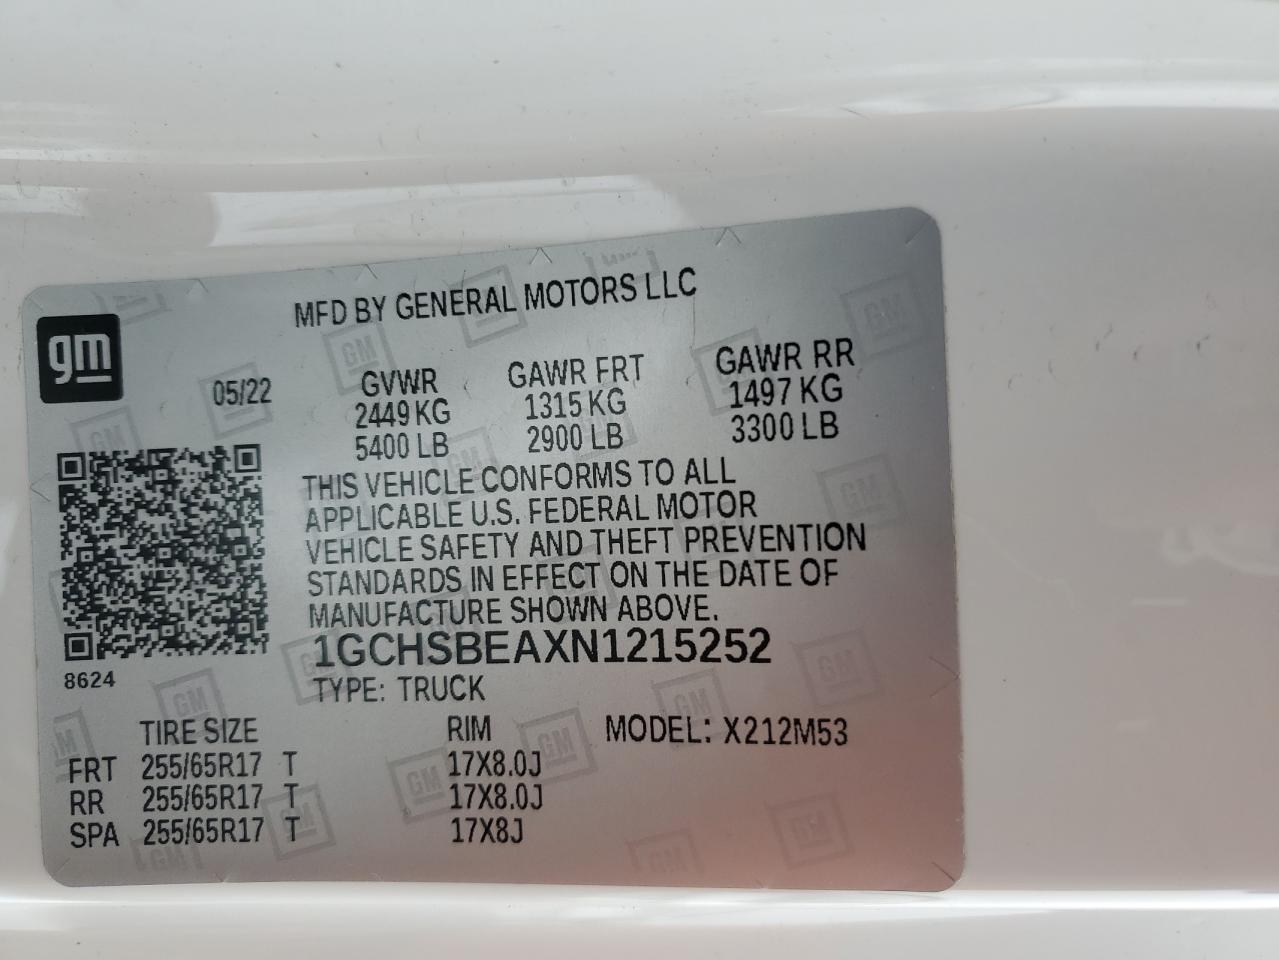 MFD BY GENERAL MOTORS LLC
gm
05/22
GVWR GAWR FRT GAWR RR
2449 KG 1315 KG 1497 KG
5400 LB 2900 LB 3300 LB
THIS VEHICLE CONFORMS TO ALL
APPLICABLE U.S. FEDERAL MOTOR
VEHICLE SAFETY AND THEFT PREVENTION
STANDARDS IN EFFECT ON THE DATE OF
MANUFACTURE SHOWN ABOVE.
1GCHSBEAXN1215252
8624
TYPE: TRUCK
TIRE SIZE RIM MODEL: X212M53
FRT 255/65R17 T 17X8.0J
RR 255/65R17 T 17X8.0J
SPA 255/65R17 T 17X8J